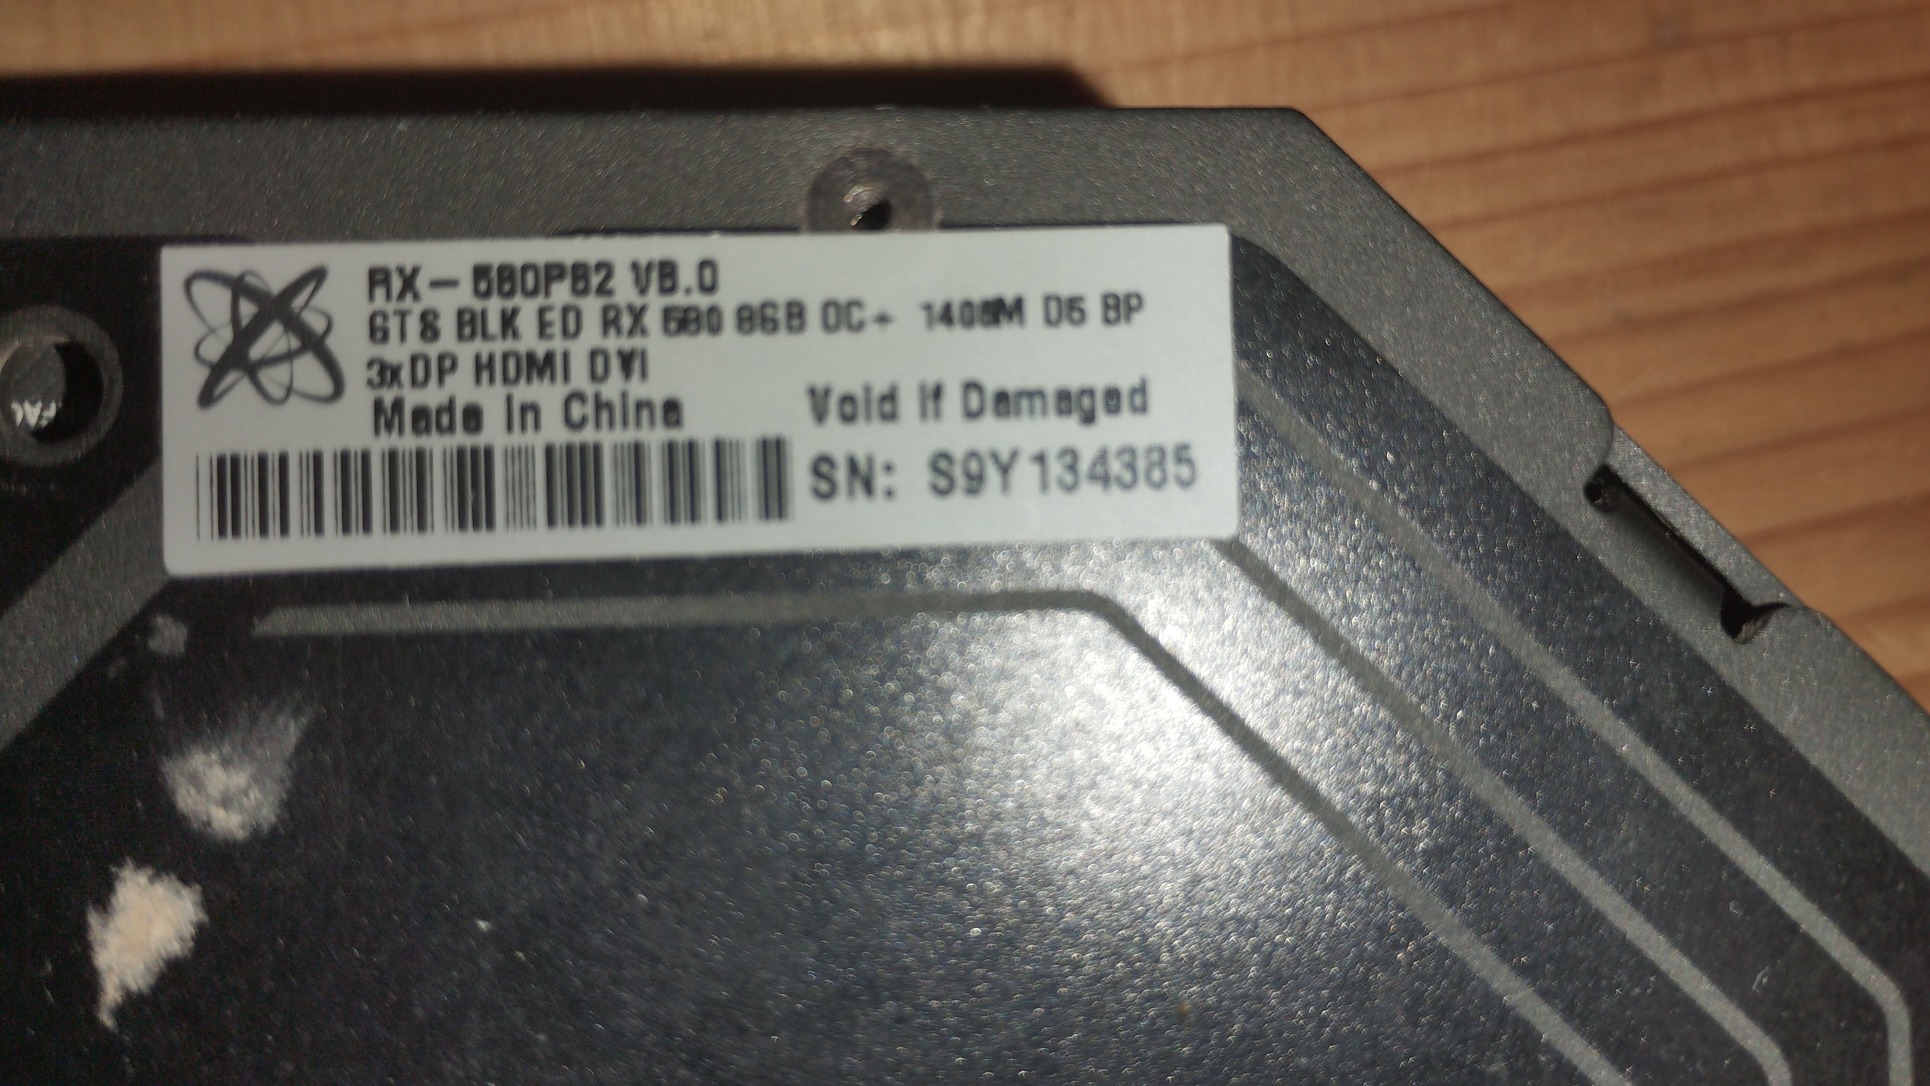 RX-580P82 V8.0
GTS BLK ED RX 580 8GB OC+ 1405M D5 BP
3xDP HDMI DVI
Made In China
Void If Damaged
SN: S9Y134385